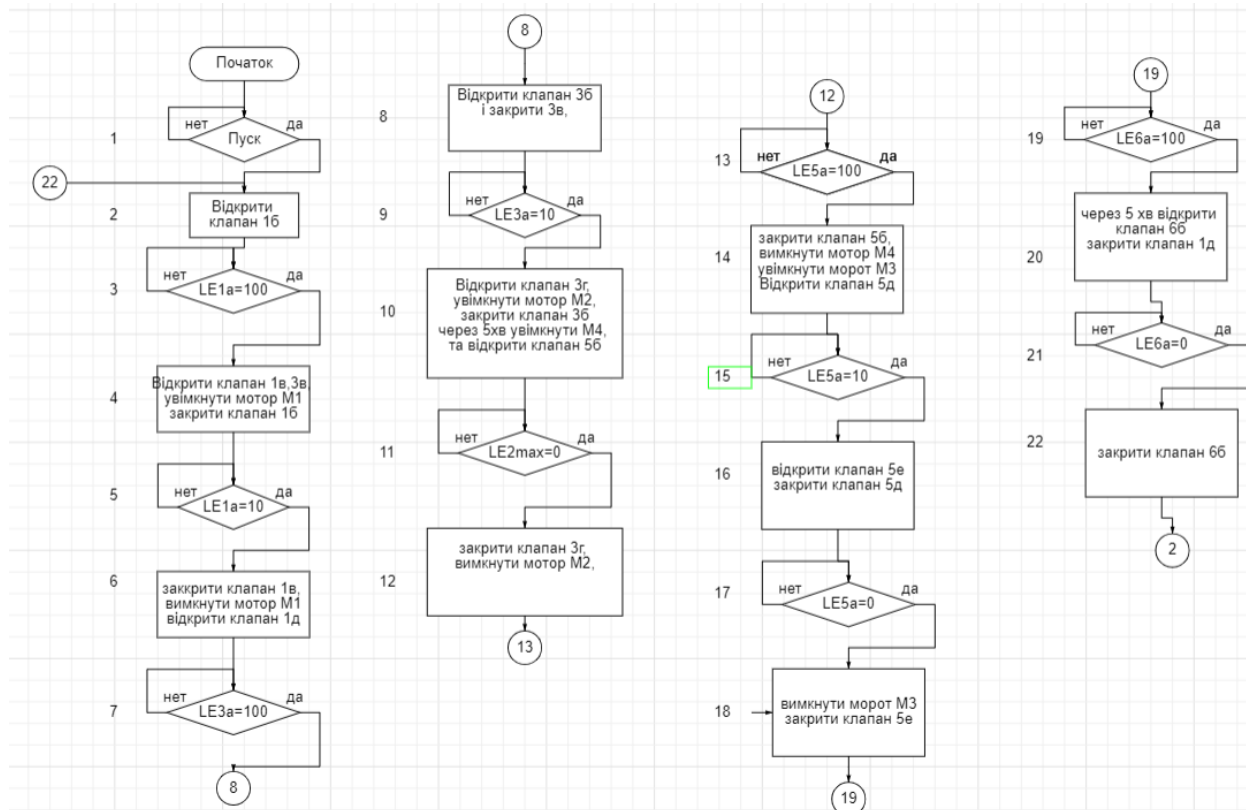 Початок
1
нет
Пуск
да
22
2
Відкрити
клапан 1б
3
нет
LE1a=100
да
4
Відкрити клапан 1в,3в,
увімкнути мотор М1
закрити клапан 1б
5
нет
LE1a=10
да
6
заккрити клапан 1в,
вимкнути мотор М1
відкрити клапан 1д
7
нет
LE3a=100
да
8
8
8
Відкрити клапан 3б
і закрити 3в,
9
нет
LE3a=10
да
10
Відкрити клапан 3г,
увімкнути мотор М2,
закрити клапан 3б
через 5хв увімкнути М4,
та відкрити клапан 5б
11
нет
LE2max=0
да
12
закрити клапан 3г,
вимкнути мотор М2,
13
12
13
нет
LE5a=100
да
14
закрити клапан 5б,
вимкнути мотор М4
увімкнути морот М3
Відкрити клапан 5д
15
нет
LE5a=10
да
16
відкрити клапан 5е
закрити клапан 5д
17
нет
LE5a=0
да
18
вимкнути морот М3
закрити клапан 5е
19
19
19
нет
LE6a=100
да
20
через 5 хв відкрити
клапан 6б
закрити клапан 1д
21
нет
LE6a=0
да
22
закрити клапан 6б
2